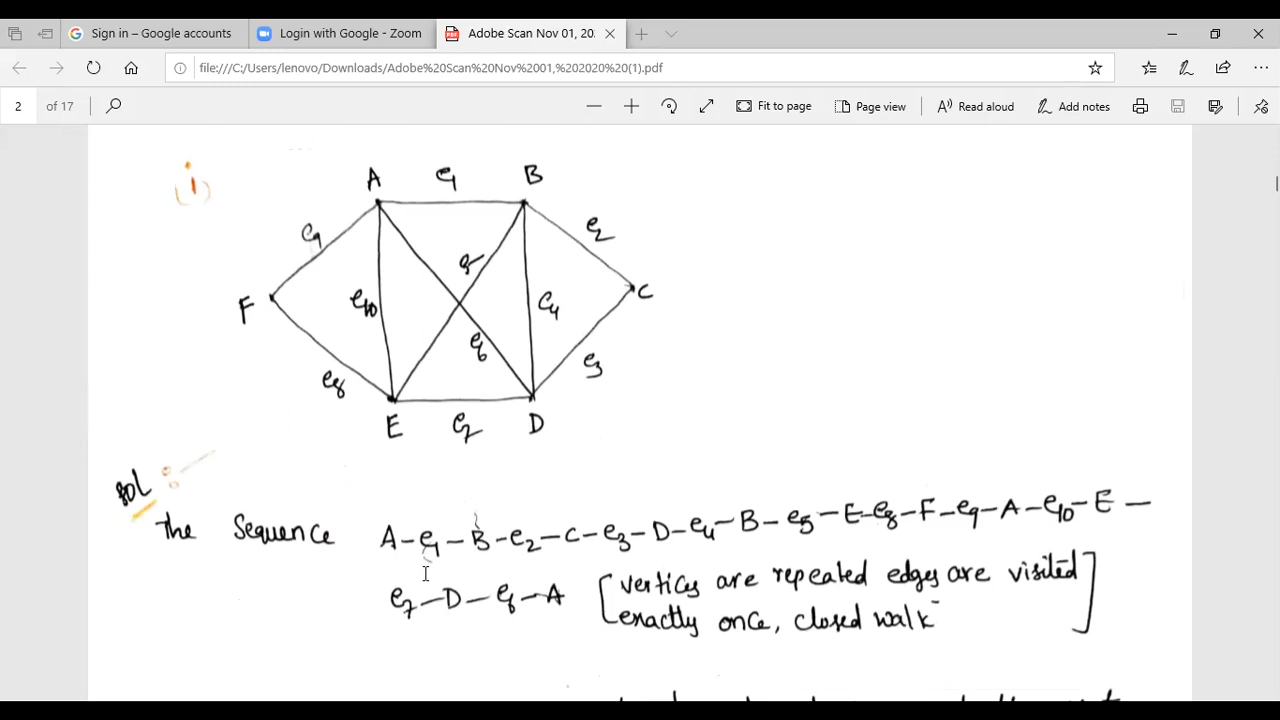 Sign in – Google accounts
Login with Google - Zoom
Adobe Scan Nov 01, 20
file:///C:/Users/lenovo/Downloads/Adobe%20Scan%20Nov%2001,%202020%20(1).pdf
2 of 17
Fit to page
Page view
Read aloud
Add notes
(i)
A e1 B
e9 e2
e5
F e10 e4 C
e6
e8 e3
E e7 D
Sol :-
The Sequence A-e1-B-e2-C-e3-D-e4-B-e5-E-e8-F-e9-A-e10-E-
e7-D-e6-A [vertices are repeated edges are visited
exactly once, closed walk]